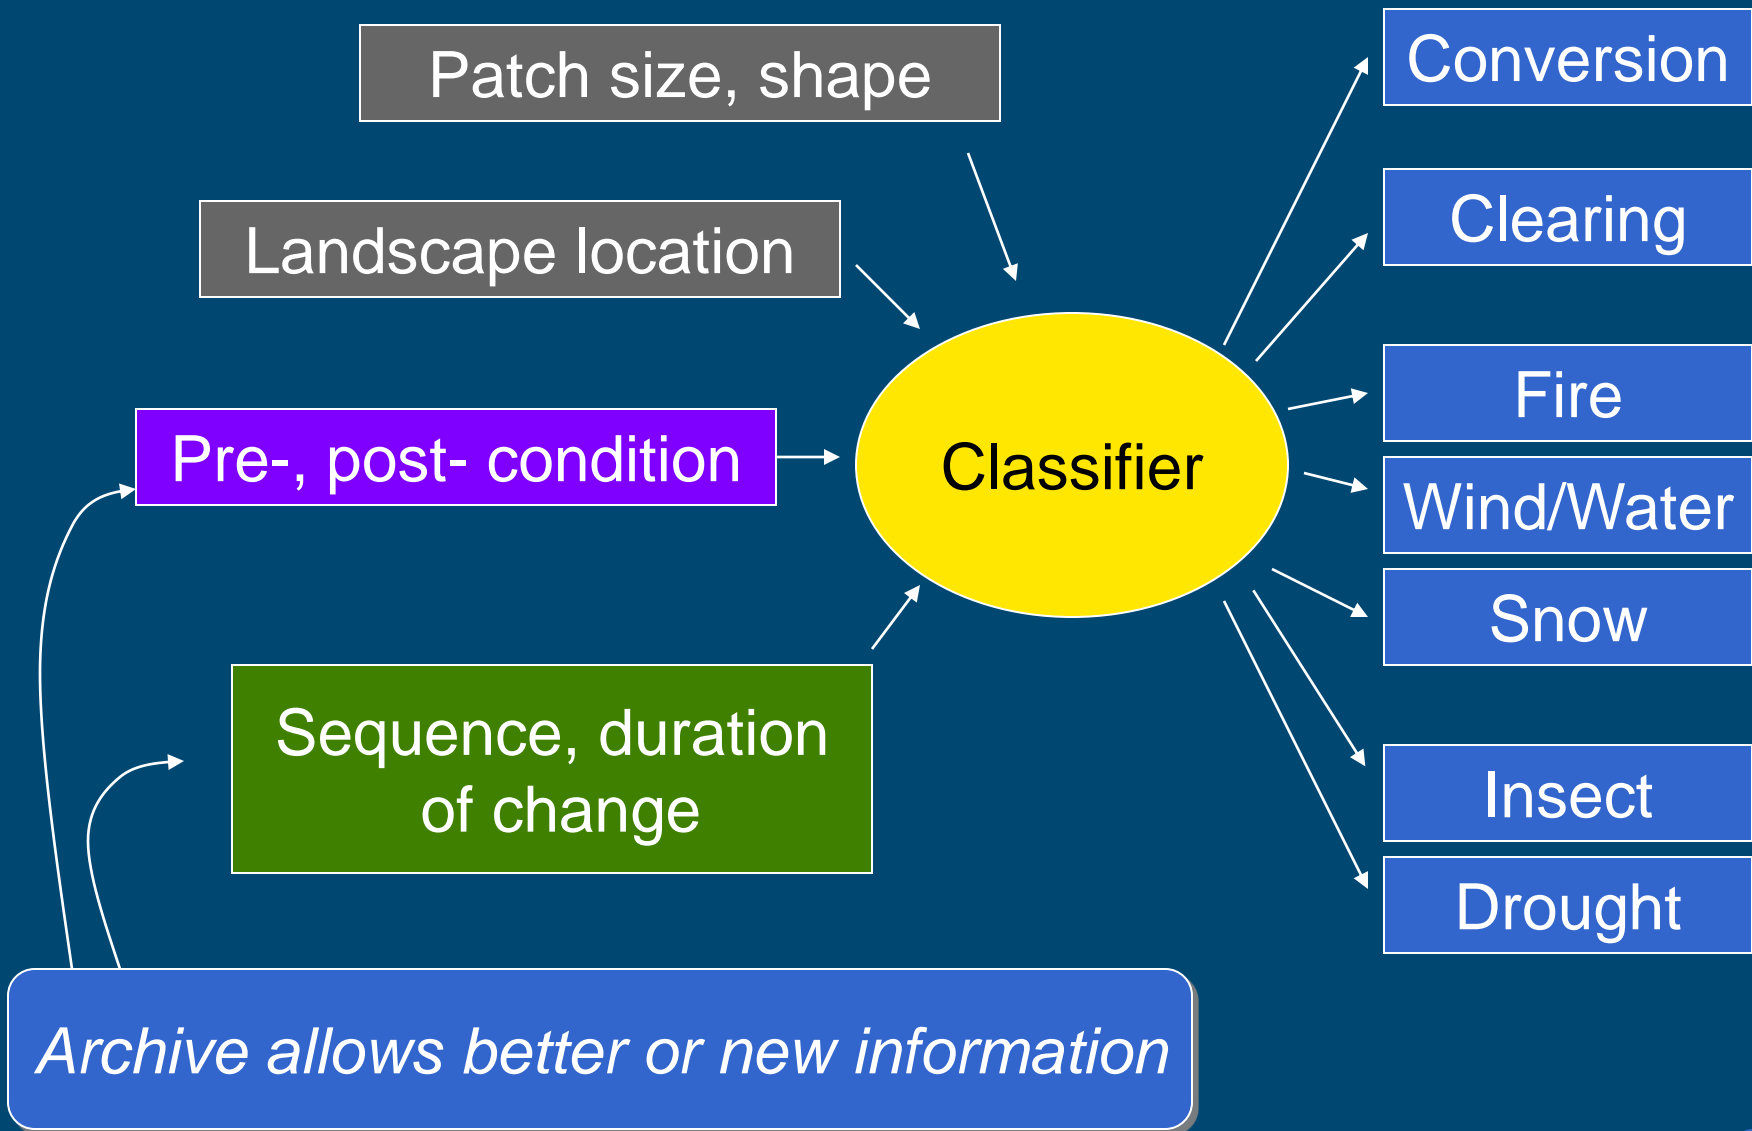 Patch size, shape
Landscape location
Pre-, post- condition
Sequence, duration
of change
Archive allows better or new information
Classifier
Conversion
Clearing
Fire
Wind/Water
Snow
Insect
Drought